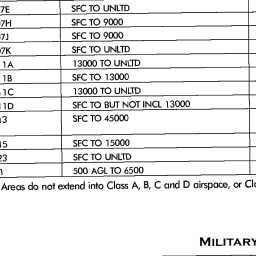 7E SFC TO UNLTD
7H SFC TO 9000
7J SFC TO 9000
7K SFC TO UNLTD
1A 13000 TO UNLTD
1B SFC TO 13000
1C 13000 TO UNLTD
1D SFC TO BUT NOT INCL 13000
3 SFC TO 45000
5 SFC TO 15000
23 SFC TO UNLTD
1 500 AGL TO 6500
Areas do not extend into Class A, B, C and D airspace, or Cl
MILITARY